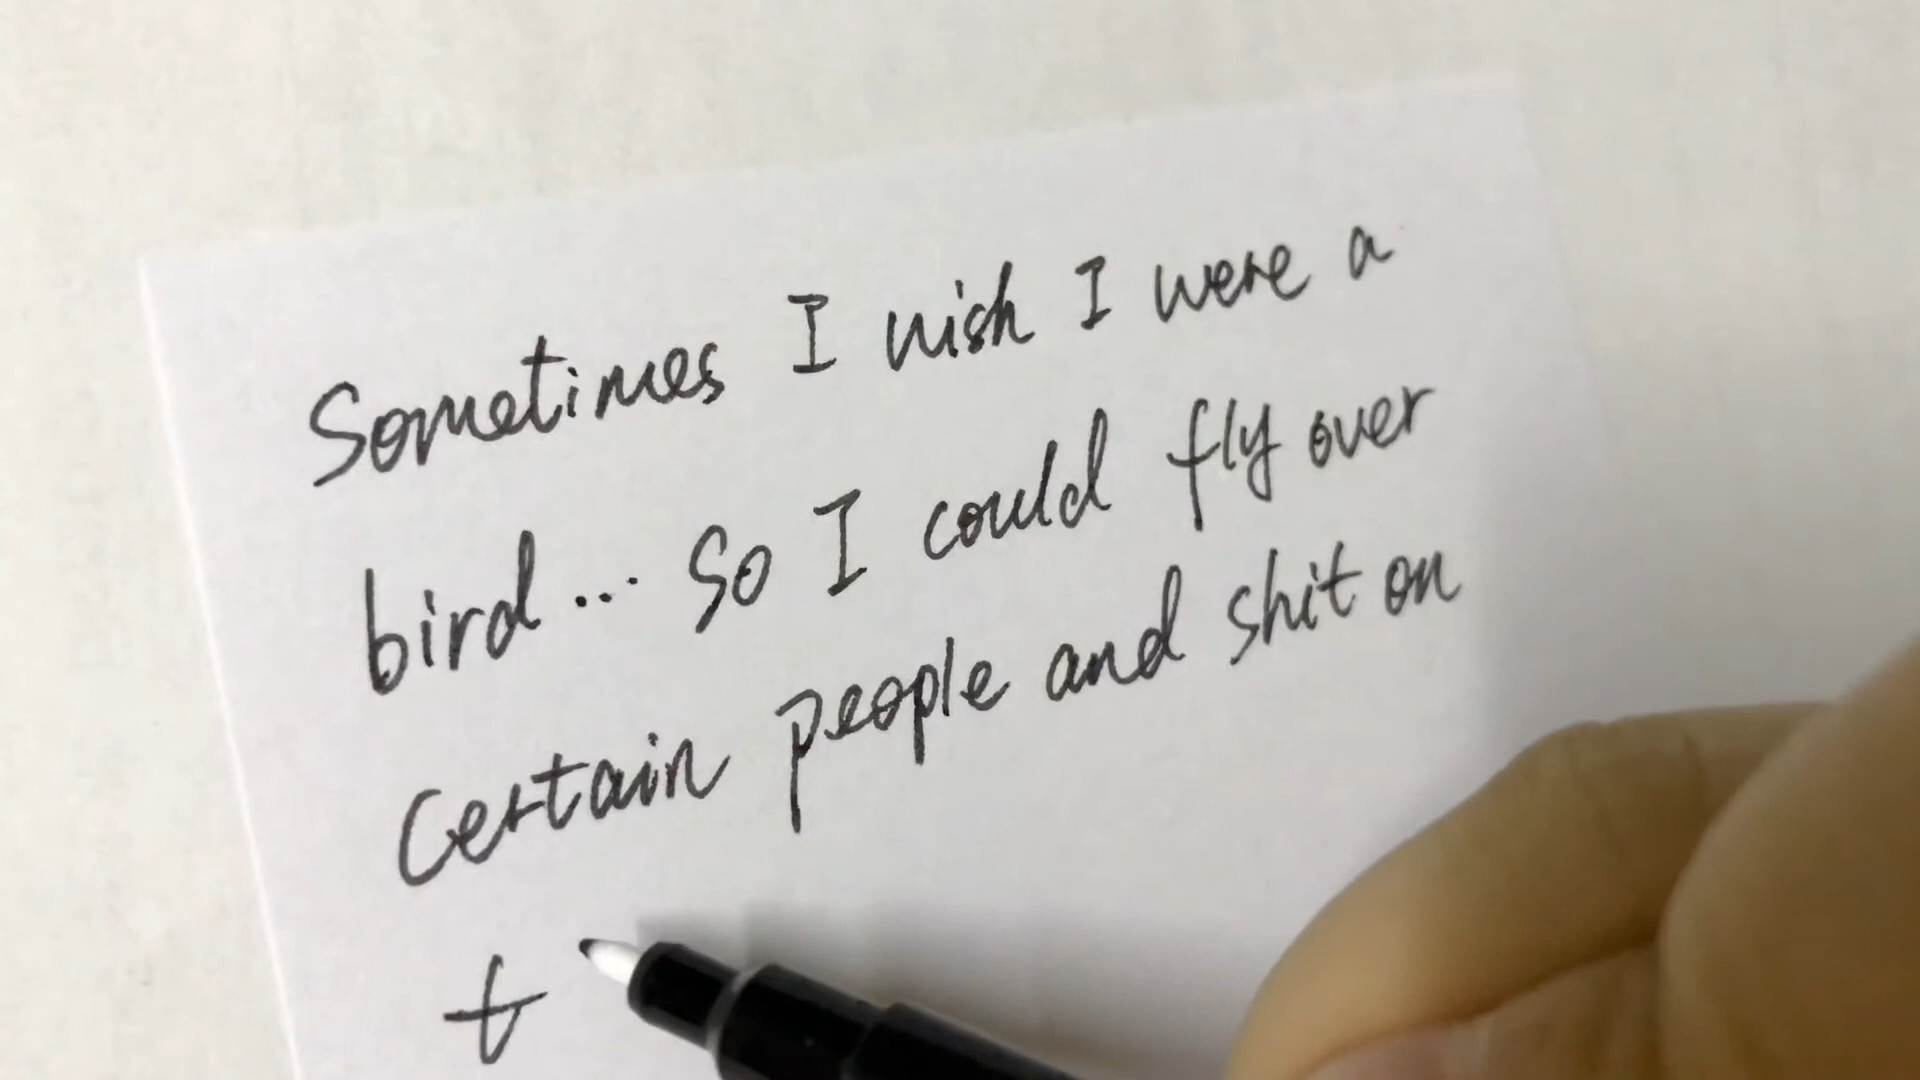 Sometimes I wish I were a
bird... So I could fly over
Certain people and shit on
t